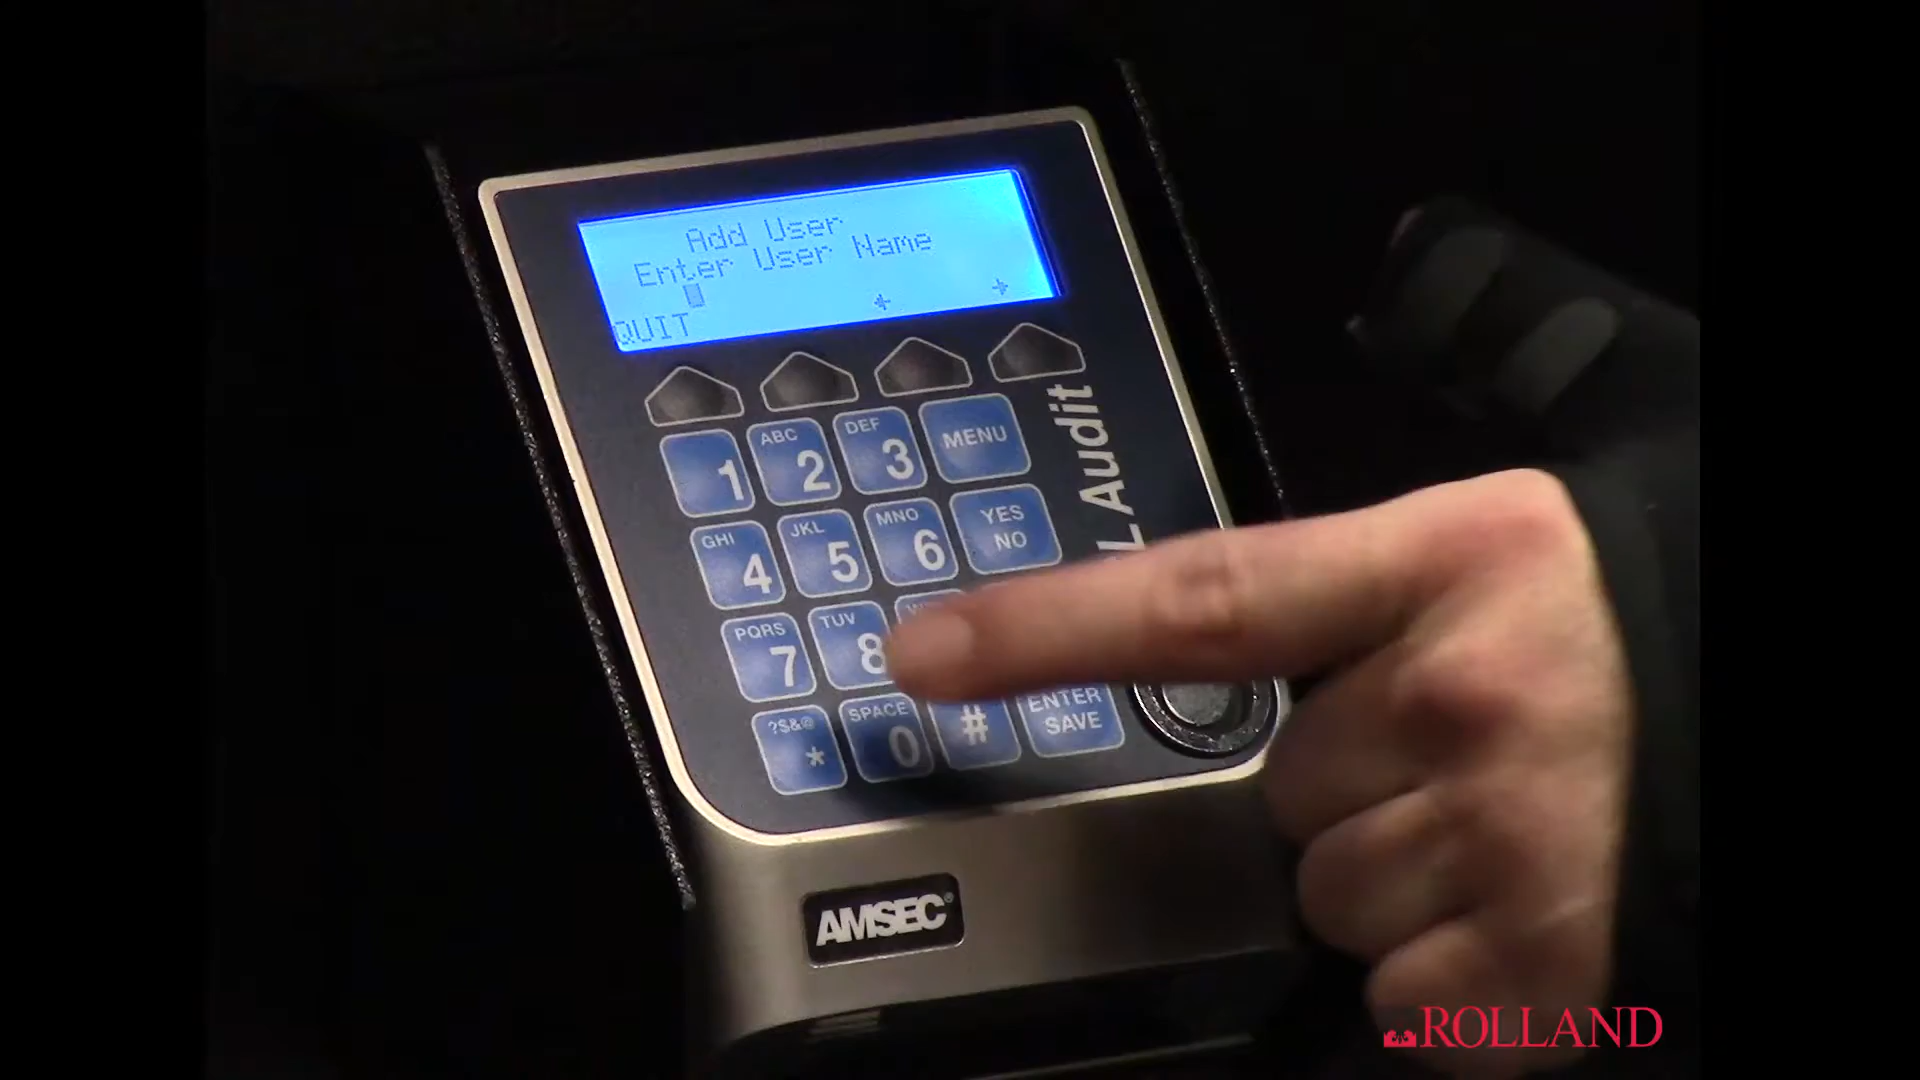 Add User
Enter User Name
← →
QUIT
1
ABC 2
DEF 3
MENU
GHI 4
JKL 5
MNO 6
YES NO
PQRS 7
TUV 8
?$&@ *
SPACE 0
#
ENTER SAVE
L Audit
AMSEC®
ROLLAND